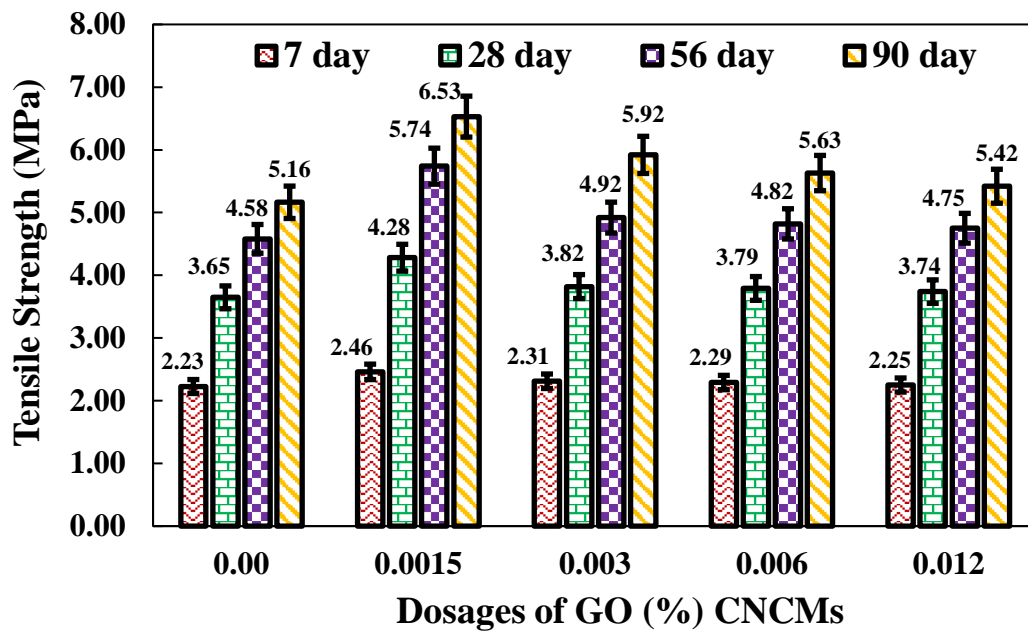 8.00
7.00
6.00
5.00
4.00
3.00
2.00
1.00
0.00
Tensile Strength (MPa)
7 day 28 day 56 day 90 day
2.23 3.65 4.58 5.16
2.46 4.28 5.74 6.53
2.31 3.82 4.92 5.92
2.29 3.79 4.82 5.63
2.25 3.74 4.75 5.42
0.00 0.0015 0.003 0.006 0.012
Dosages of GO (%) CNCMs